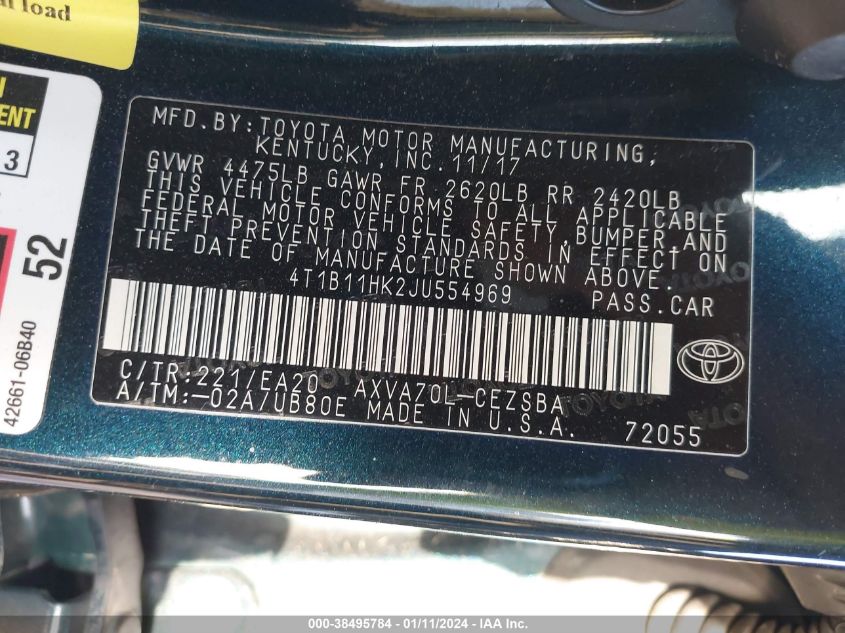 al load
ENT
3
52
42661-06B40
MFD.BY:TOYOTA MOTOR MANUFACTURING,
KENTUCKY,INC. 11/17
GVWR 4475LB GAWR FR 2620LB RR 2420LB
THIS VEHICLE CONFORMS TO ALL APPLICABLE
FEDERAL MOTOR VEHICLE SAFETY,BUMPER,AND
THEFT PREVENTION STANDARDS IN EFFECT ON
THE DATE OF MANUFACTURE SHOWN ABOVE.
4T1B11HK2JU554969 PASS.CAR
C/TR:221/EA20 AXVA70L-CEZSBA
A/TM:-02A/UB80E MADE IN U.S.A. 72055
000-38495784 - 01/11/2024 - IAA Inc.